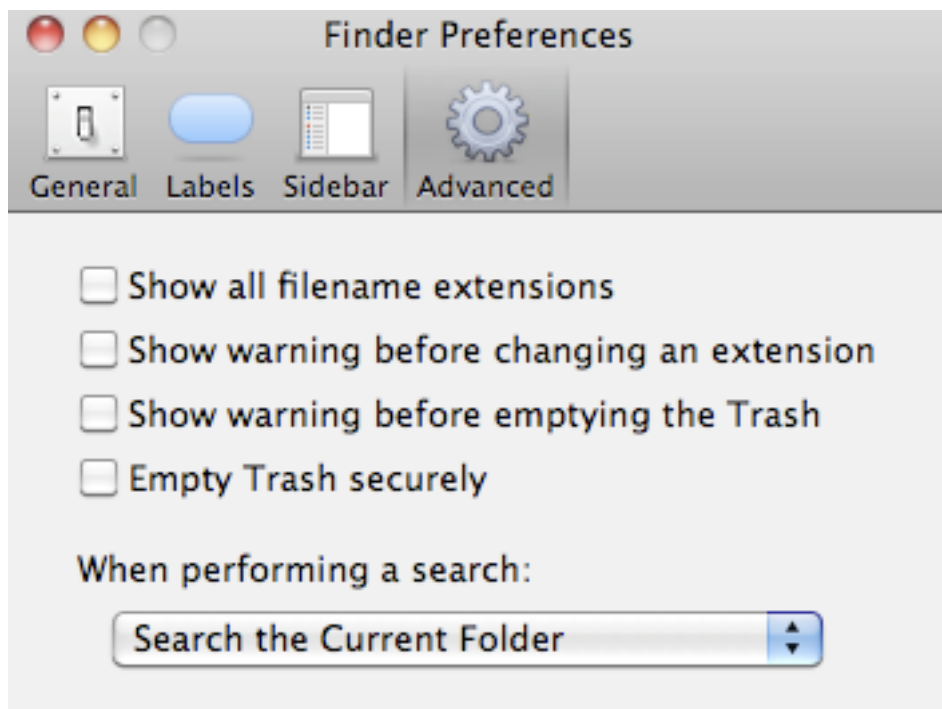 Finder Preferences
General Labels Sidebar Advanced
Show all filename extensions
Show warning before changing an extension
Show warning before emptying the Trash
Empty Trash securely
When performing a search:
Search the Current Folder